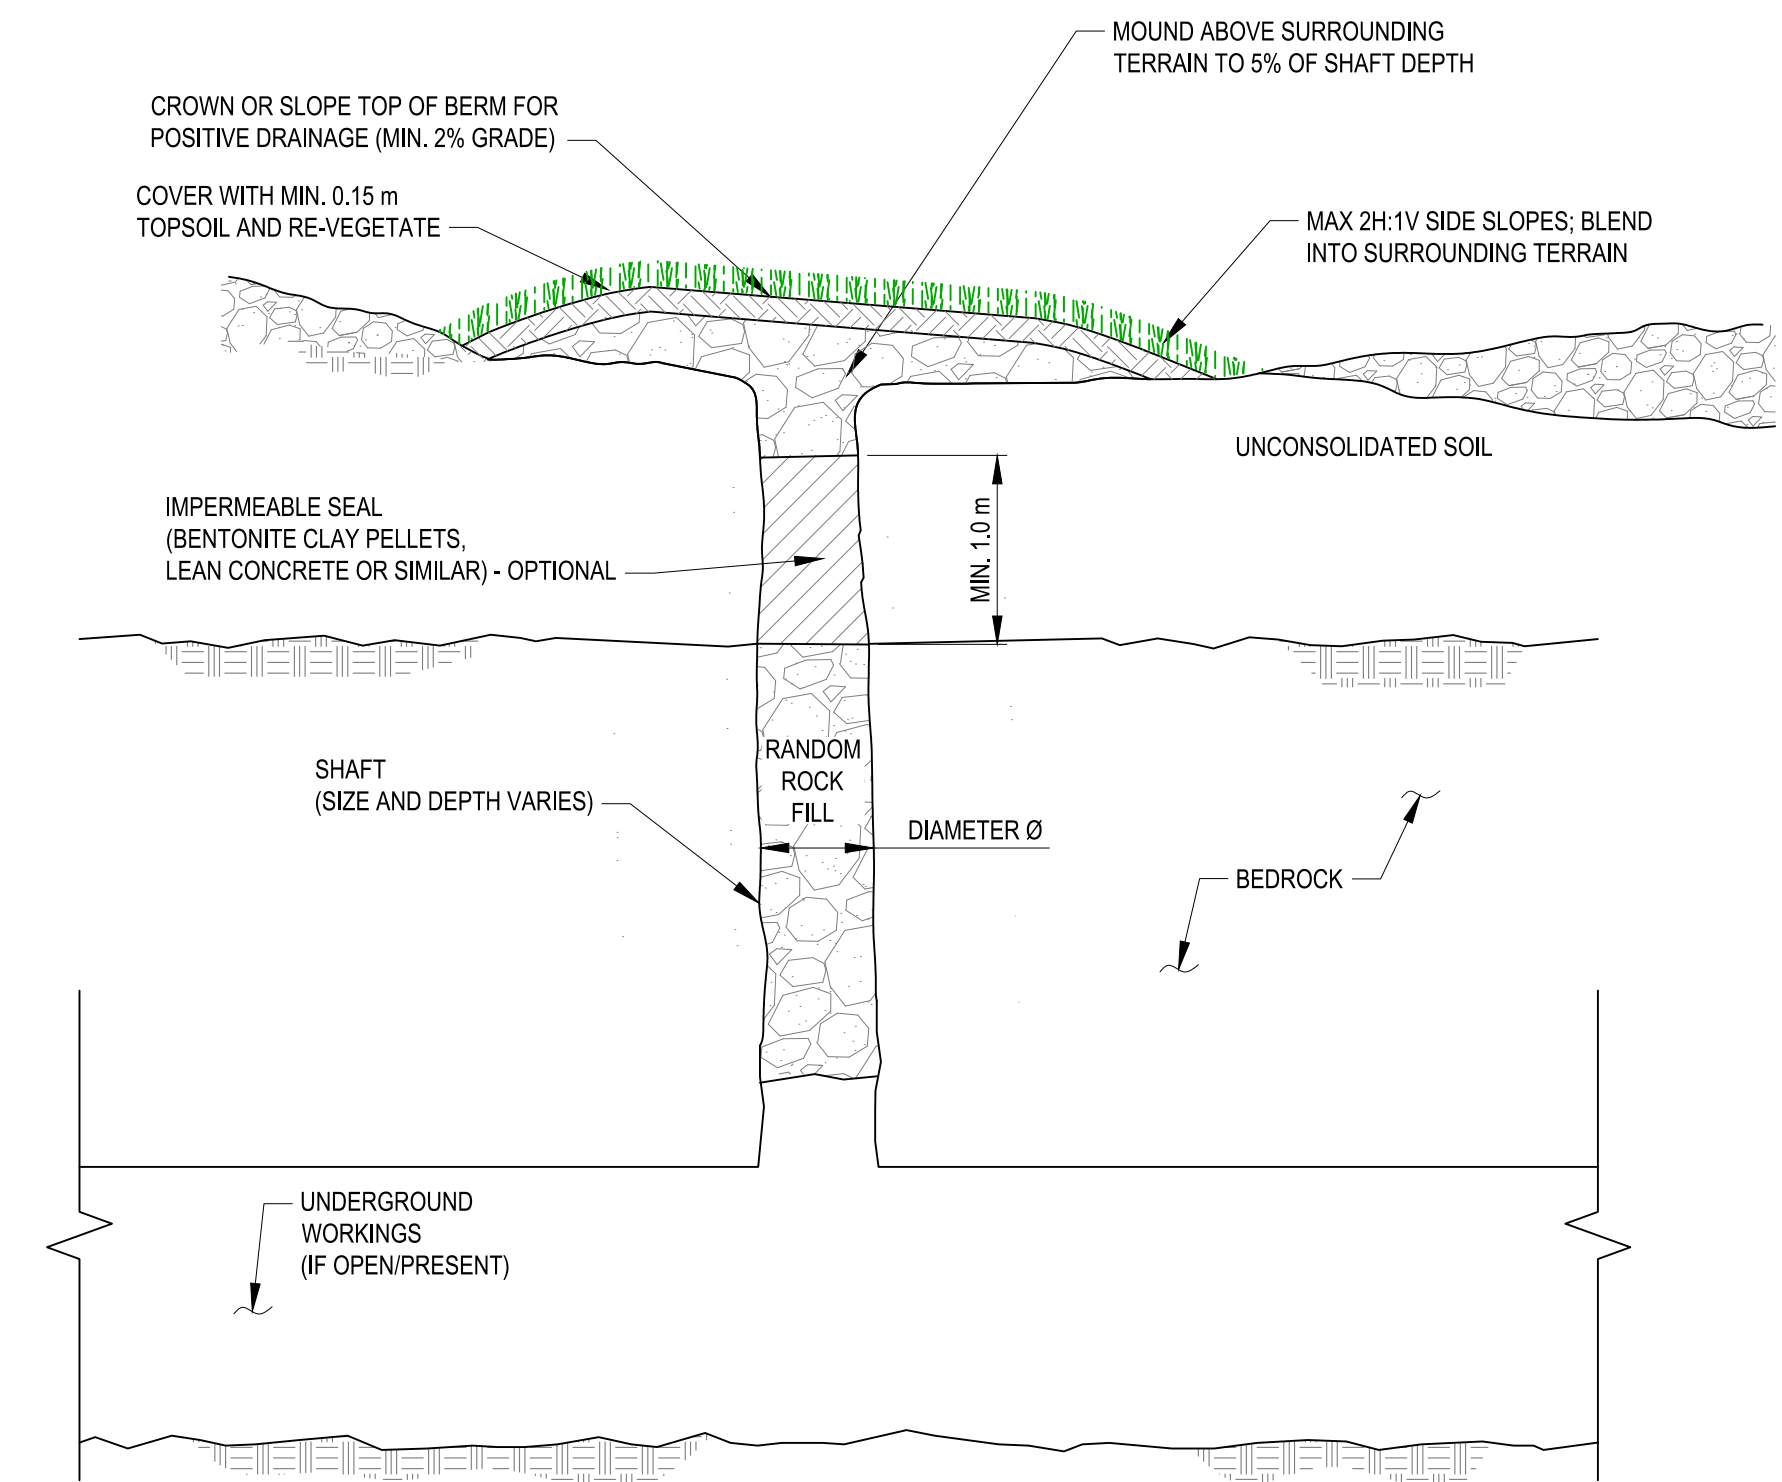 MOUND ABOVE SURROUNDING
TERRAIN TO 5% OF SHAFT DEPTH
CROWN OR SLOPE TOP OF BERM FOR
POSITIVE DRAINAGE (MIN. 2% GRADE)
COVER WITH MIN. 0.15 m
TOPSOIL AND RE-VEGETATE
MAX 2H:1V SIDE SLOPES; BLEND
INTO SURROUNDING TERRAIN
UNCONSOLIDATED SOIL
IMPERMEABLE SEAL
(BENTONITE CLAY PELLETS,
LEAN CONCRETE OR SIMILAR) - OPTIONAL
MIN. 1.0 m
RANDOM
ROCK
FILL
SHAFT
(SIZE AND DEPTH VARIES)
DIAMETER Ø
BEDROCK
UNDERGROUND
WORKINGS
(IF OPEN/PRESENT)